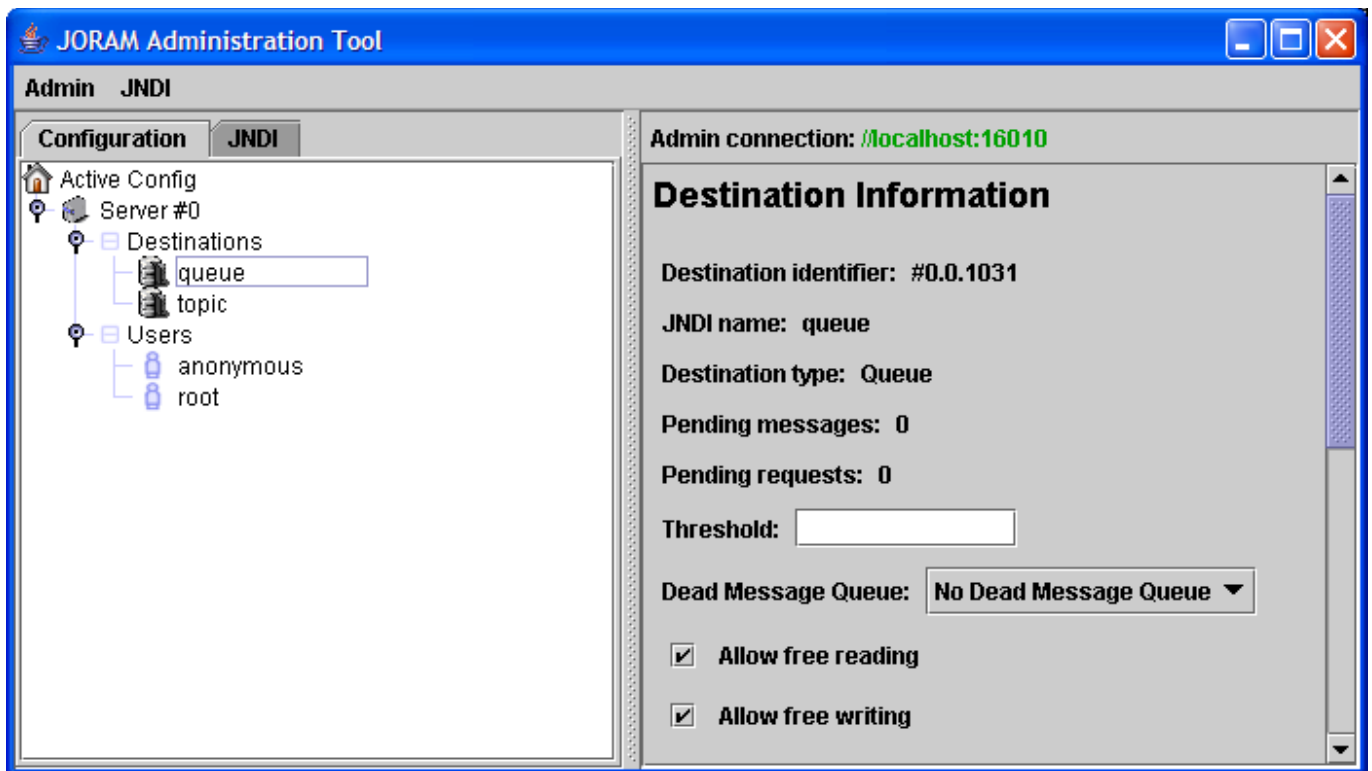 JORAM Administration Tool
Admin JNDI
Configuration JNDI
Active Config
Server #0
Destinations
queue
topic
Users
anonymous
root
Admin connection: //localhost:16010
Destination Information
Destination identifier: #0.0.1031
JNDI name: queue
Destination type: Queue
Pending messages: 0
Pending requests: 0
Threshold:
Dead Message Queue: No Dead Message Queue
Allow free reading
Allow free writing